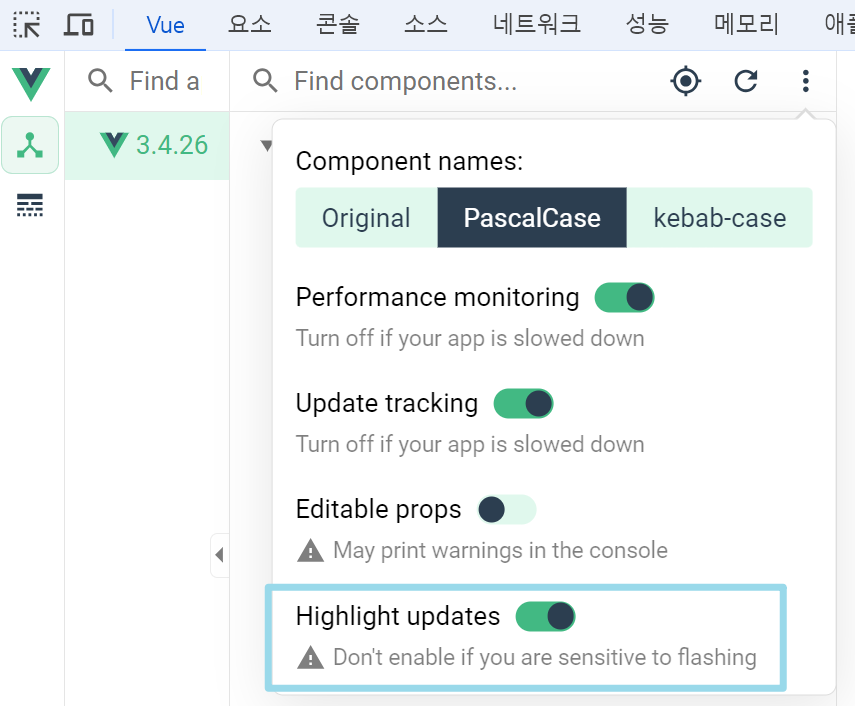 Vue 요소 콘솔 소스 네트워크 성능 메모리
Find a Find components...
3.4.26
Component names:
Original PascalCase kebab-case
Performance monitoring
Turn off if your app is slowed down
Update tracking
Turn off if your app is slowed down
Editable props
May print warnings in the console
Highlight updates
Don't enable if you are sensitive to flashing